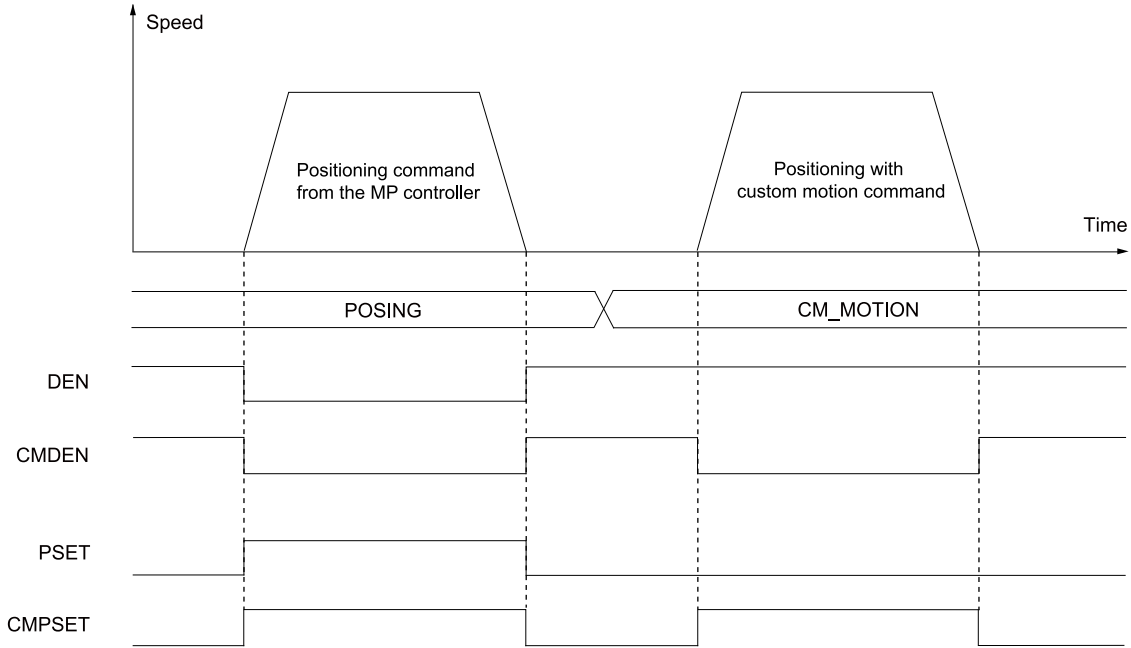 Speed
Positioning command
from the MP controller
Positioning with
custom motion command
Time
POSING
CM_MOTION
DEN
CMDEN
PSET
CMPSET